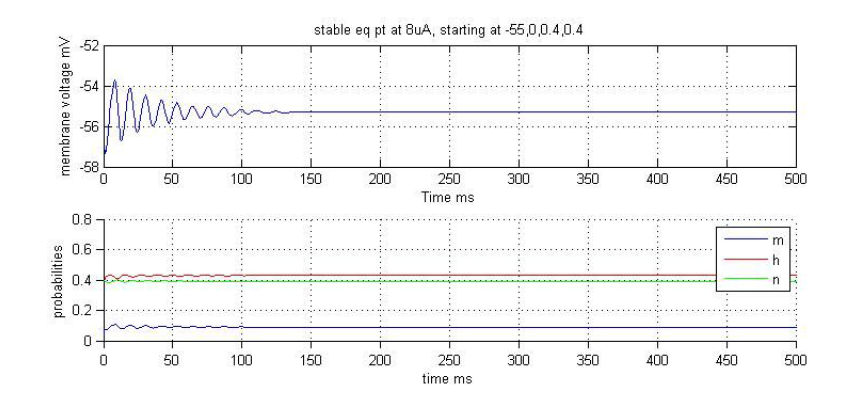 stable eq pt at 8uA, starting at -55,0,0.4,0.4
membrane voltage mV
-52
-54
-56
-58
0 50 100 150 200 250 300 350 400 450 500
Time ms
probabilities
0.8
0.6
0.4
0.2
0
m
h
n
0 50 100 150 200 250 300 350 400 450 500
time ms